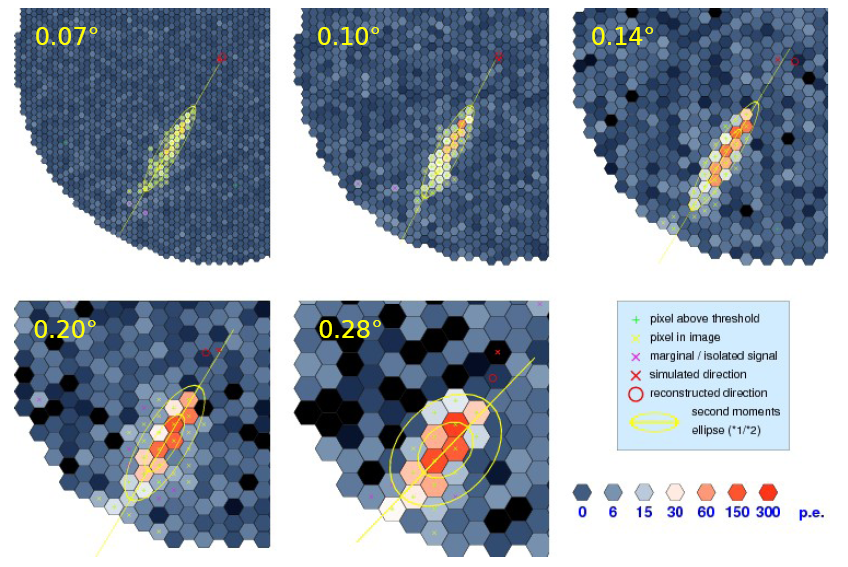 0.07°
0.10°
0.14°
0.20°
0.28°
pixel above threshold
pixel in image
marginal / isolated signal
simulated direction
reconstructed direction
second moments
ellipse (*1/*2)
0 6 15 30 60 150 300 p.e.